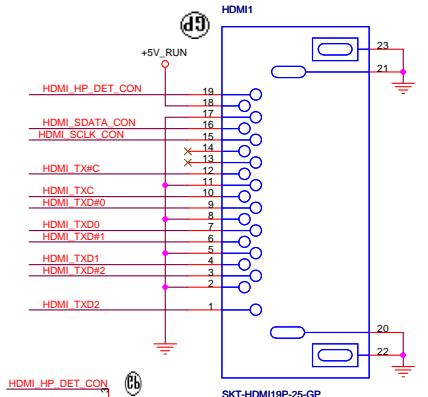 HDMI1
GP
+5V_RUN
23
21
HDMI_HP_DET_CON 19
18
17
HDMI_SDATA_CON 16
HDMI_SCLK_CON 15
14
13
HDMI_TX#C 12
11
HDMI_TXC 10
HDMI_TXD#0 9
8
HDMI_TXD0 7
HDMI_TXD#1 6
5
HDMI_TXD1 4
HDMI_TXD#2 3
2
HDMI_TXD2 1
20
22
HDMI_HP_DET_CON 3
SKT-HDMI19P-25-GP